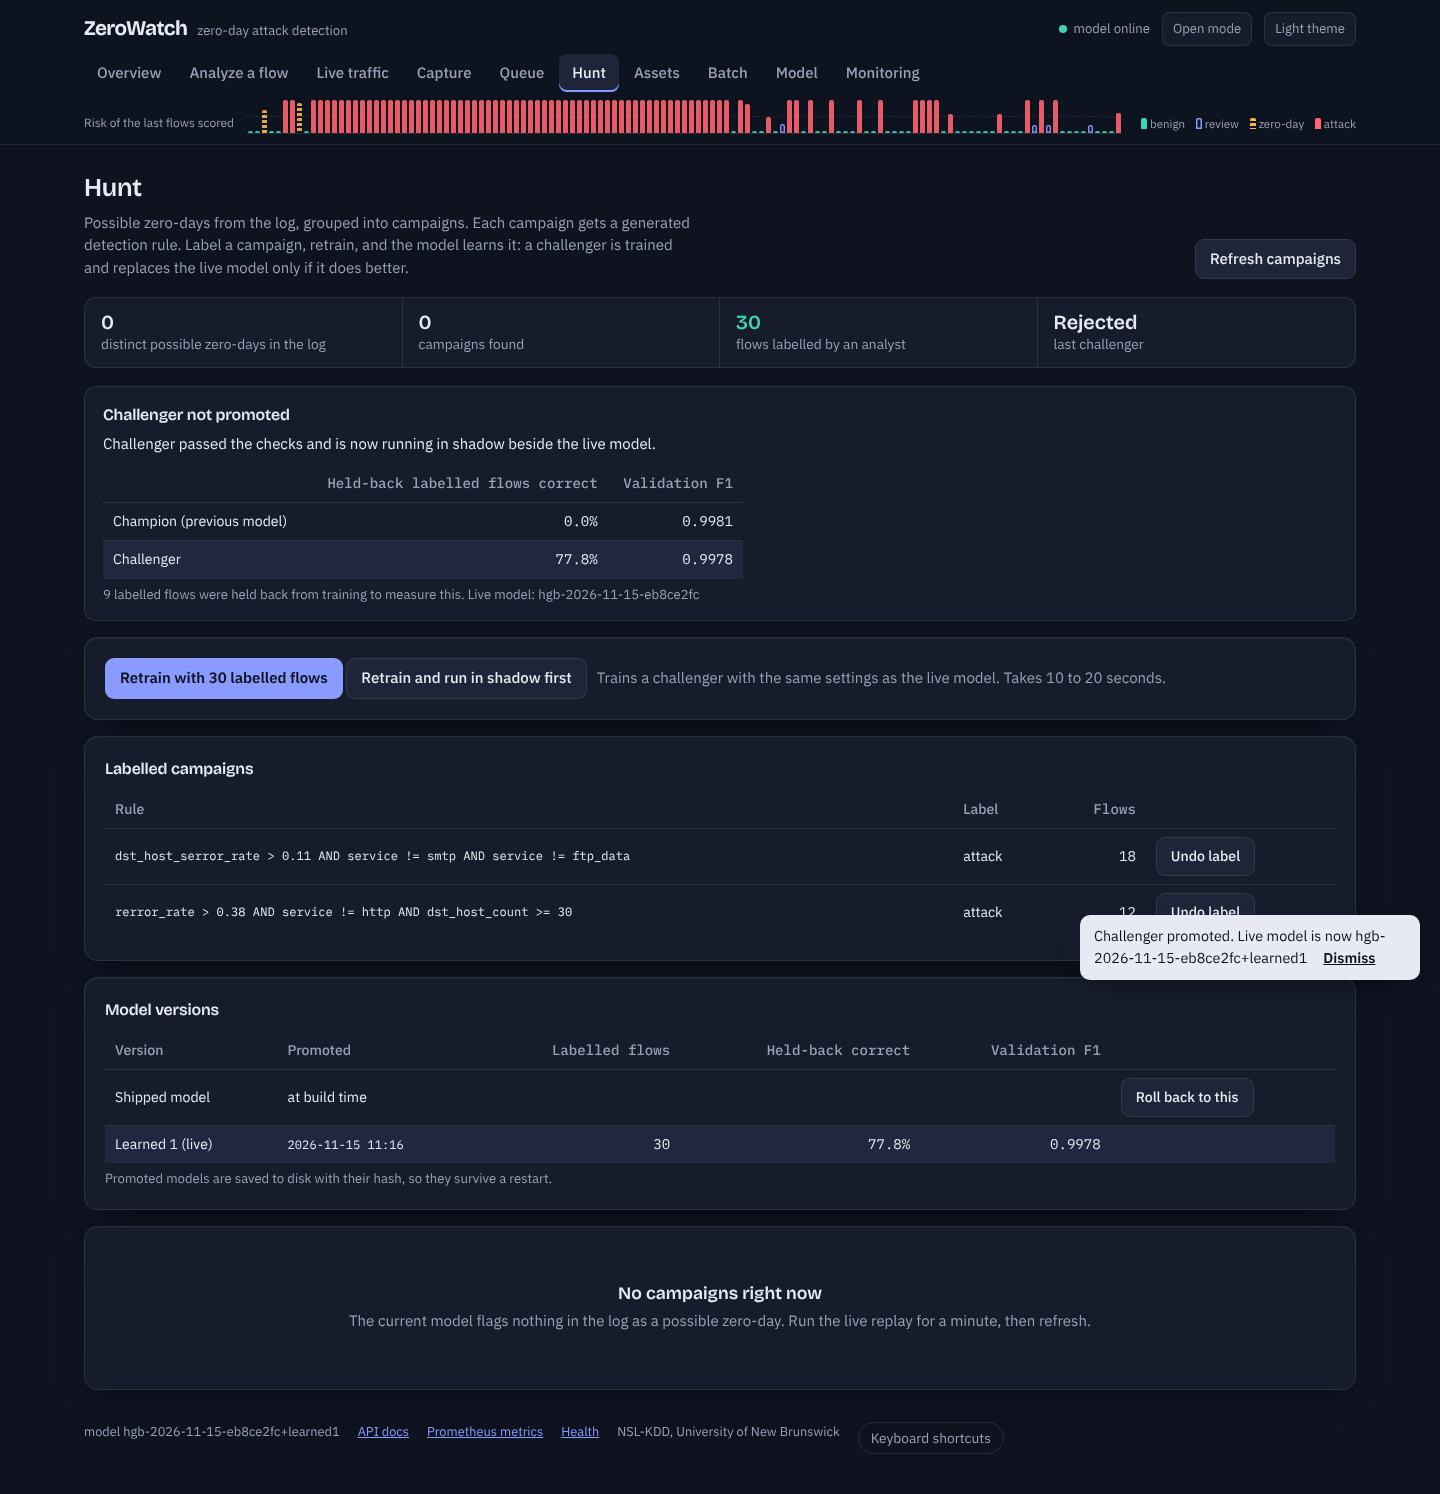 ZeroWatch zero-day attack detection
model online Open mode Light theme
Overview Analyze a flow Live traffic Capture Queue Hunt Assets Batch Model Monitoring
Risk of the last flows scored benign review zero-day attack
Hunt
Possible zero-days from the log, grouped into campaigns. Each campaign gets a generated
detection rule. Label a campaign, retrain, and the model learns it: a challenger is trained
and replaces the live model only if it does better.
Refresh campaigns
0 0 30 Rejected
distinct possible zero-days in the log campaigns found flows labelled by an analyst last challenger
Challenger not promoted
Challenger passed the checks and is now running in shadow beside the live model.
Held-back labelled flows correct Validation F1
Champion (previous model) 0.0% 0.9981
Challenger 77.8% 0.9978
9 labelled flows were held back from training to measure this. Live model: hgb-2026-11-15-eb8ce2fc
Retrain with 30 labelled flows Retrain and run in shadow first Trains a challenger with the same settings as the live model. Takes 10 to 20 seconds.
Labelled campaigns
Rule Label Flows
dst_host_serror_rate > 0.11 AND service != smtp AND service != ftp_data attack 18 Undo label
rerror_rate > 0.38 AND service != http AND dst_host_count >= 30 attack 12 Undo label
Challenger promoted. Live model is now hgb-
2026-11-15-eb8ce2fc+learned1 Dismiss
Model versions
Version Promoted Labelled flows Held-back correct Validation F1
Shipped model at build time Roll back to this
Learned 1 (live) 2026-11-15 11:16 30 77.8% 0.9978
Promoted models are saved to disk with their hash, so they survive a restart.
No campaigns right now
The current model flags nothing in the log as a possible zero-day. Run the live replay for a minute, then refresh.
model hgb-2026-11-15-eb8ce2fc+learned1 API docs Prometheus metrics Health NSL-KDD, University of New Brunswick Keyboard shortcuts